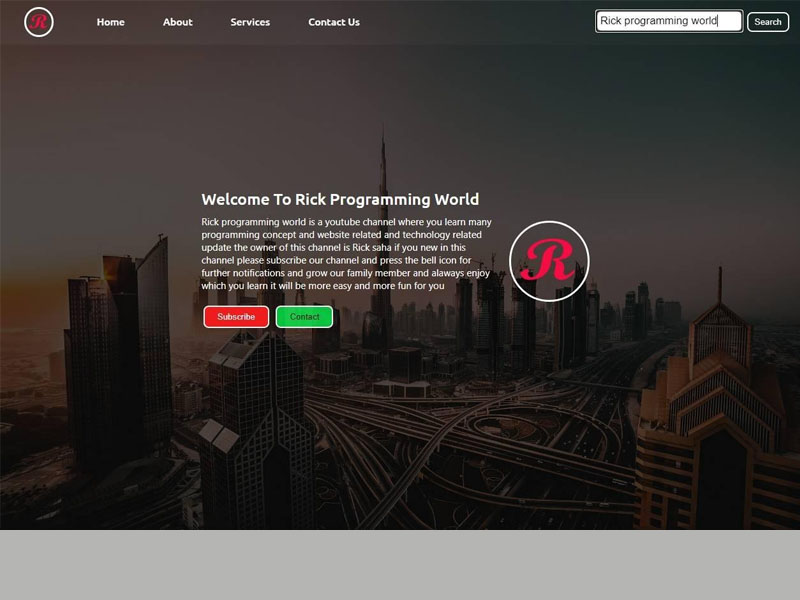 R
Home
About
Services
Contact Us
Rick programming world
Search
Welcome To Rick Programming World
Rick programming world is a youtube channel where you learn many
programming concept and website related and technology related
update the owner of this channel is Rick saha if you new in this
channel please subscribe our channel and press the bell icon for
further notifications and grow our family member and alaways enjoy
which you learn it will be more easy and more fun for you
R
Subscribe
Contact